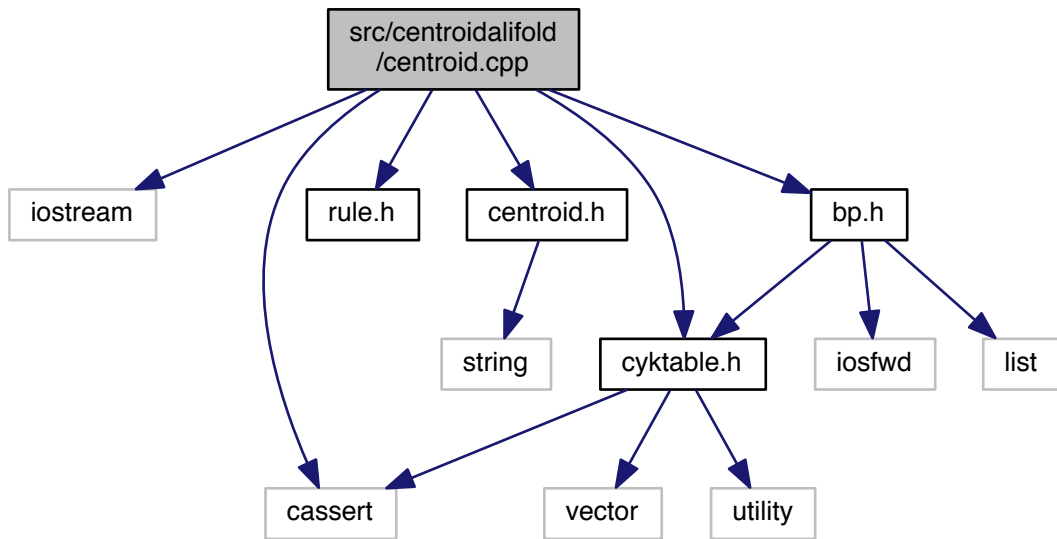 src/centroidalifold
/centroid.cpp
iostream
rule.h
centroid.h
bp.h
string
cyktable.h
iosfwd
list
cassert
vector
utility